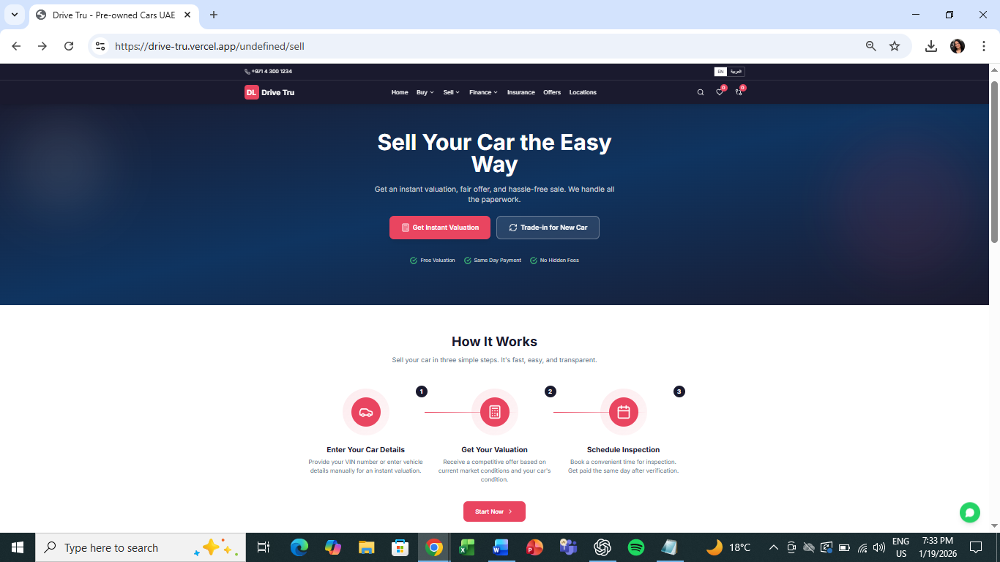 Drive Tru - Pre-owned Cars UAE
https://drive-tru.vercel.app/undefined/sell
+971 4 300 1234
EN العربية
DL Drive Tru Home Buy Sell Finance Insurance Offers Locations 0 0
Sell Your Car the Easy
Way
Get an instant valuation, fair offer, and hassle-free sale. We handle all
the paperwork.
Get Instant Valuation Trade-in for New Car
Free Valuation Same Day Payment No Hidden Fees
How It Works
Sell your car in three simple steps. It's fast, easy, and transparent.
1 2 3
Enter Your Car Details
Provide your VIN number or enter vehicle
details manually for an instant valuation.
Get Your Valuation
Receive a competitive offer based on
current market conditions and your car's
condition.
Schedule Inspection
Book a convenient time for inspection.
Get paid the same day after verification.
Start Now
Type here to search
18°C
ENG
US
7:33 PM
1/19/2026